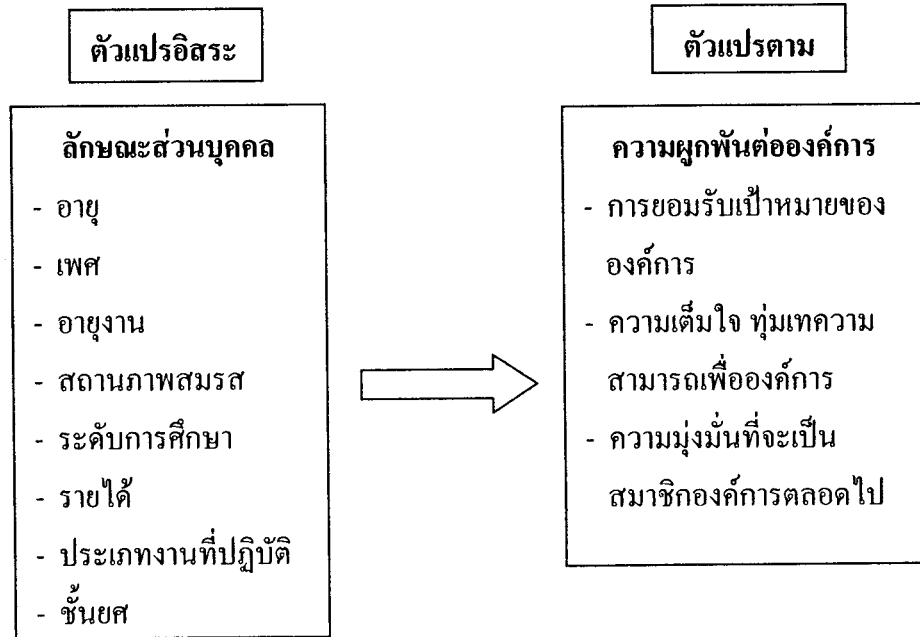 ตัวแปรอิสระ
ตัวแปรตาม
ลักษณะส่วนบุคคล
- อายุ
- เพศ
- อายุงาน
- สถานภาพสมรส
- ระดับการศึกษา
- รายได้
- ประเภทงานที่ปฏิบัติ
- ชั้นยศ
ความผูกพันต่อองค์การ
- การยอมรับเป้าหมายของ
องค์การ
- ความเต็มใจ ทุ่มเทความ
สามารถเพื่อองค์การ
- ความมุ่งมั่นที่จะเป็น
สมาชิกองค์การตลอดไป